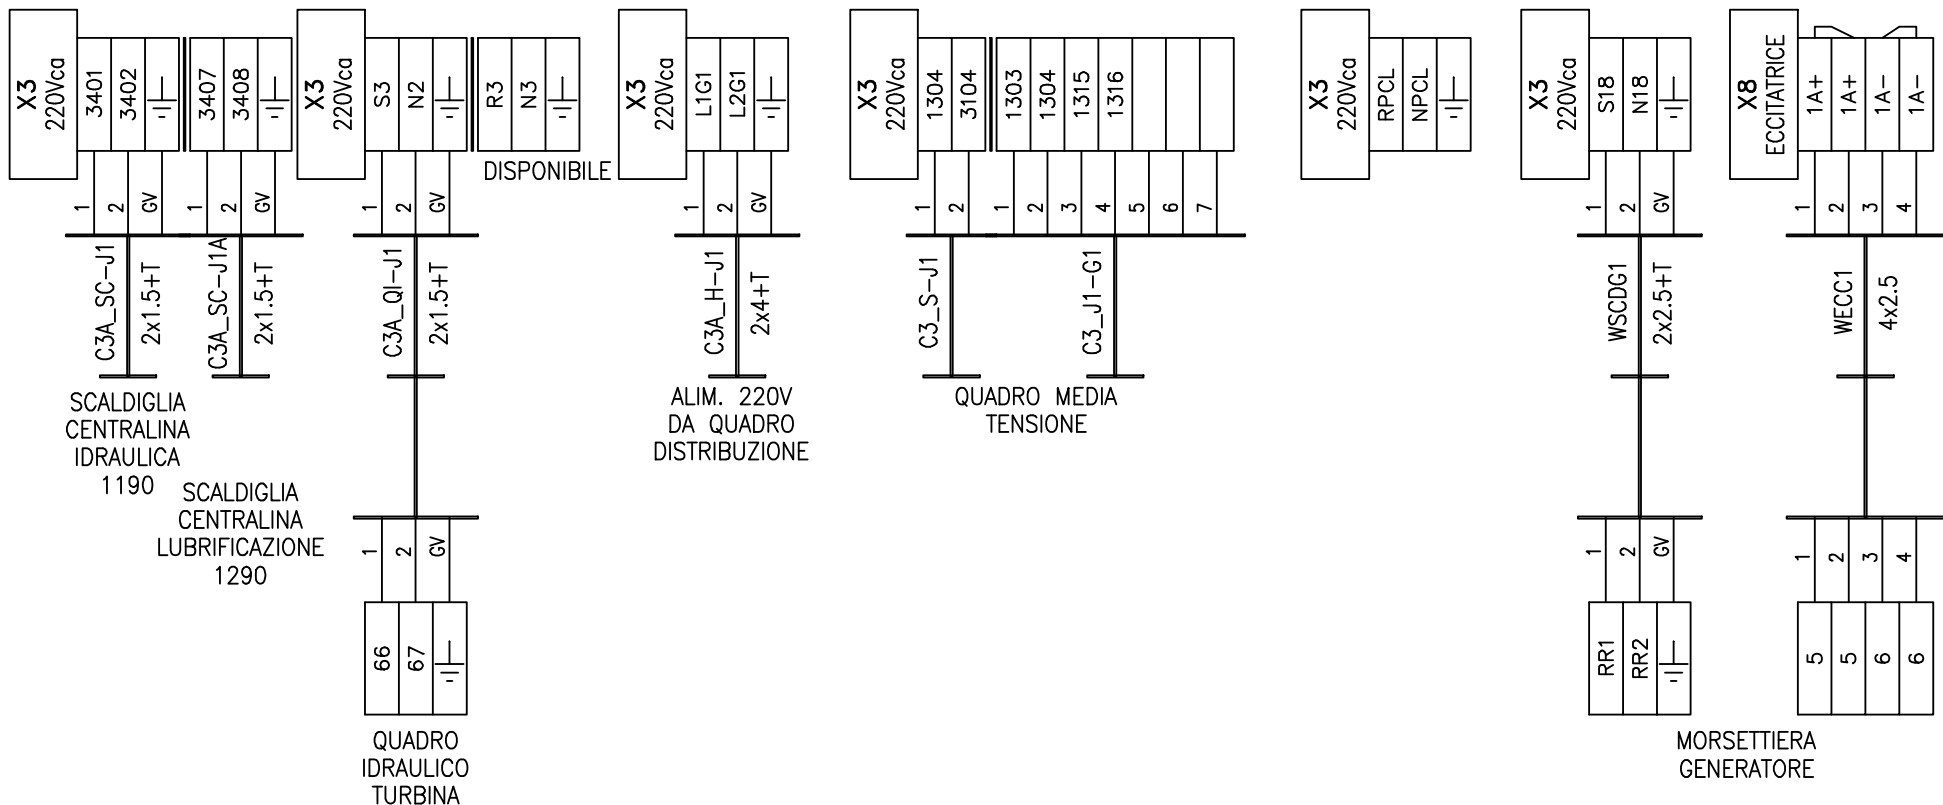 X3
220Vca
3401
3402
3407
3408
1
2
GV
1
2
GV
C3A_SC-J1
2x1.5+T
C3A_SC-J1A
2x1.5+T
SCALDIGLIA
CENTRALINA
IDRAULICA
1190
SCALDIGLIA
CENTRALINA
LUBRIFICAZIONE
1290
X3
220Vca
S3
N2
R3
N3
DISPONIBILE
1
2
GV
C3A_QI-J1
2x1.5+T
1
2
GV
66
67
QUADRO
IDRAULICO
TURBINA
X3
220Vca
L1G1
L2G1
1
2
GV
C3A_H-J1
2x4+T
ALIM. 220V
DA QUADRO
DISTRIBUZIONE
X3
220Vca
1304
3104
1303
1304
1315
1316
1
2
1
2
3
4
5
6
7
C3_S-J1
C3_J1-G1
QUADRO MEDIA
TENSIONE
X3
220Vca
RPCL
NPCL
X3
220Vca
S18
N18
1
2
GV
WSCDG1
2x2.5+T
1
2
GV
RR1
RR2
X8
ECCITATRICE
1A+
1A+
1A-
1A-
1
2
3
4
WECC1
4x2.5
1
2
3
4
5
5
6
6
MORSETTIERA
GENERATORE